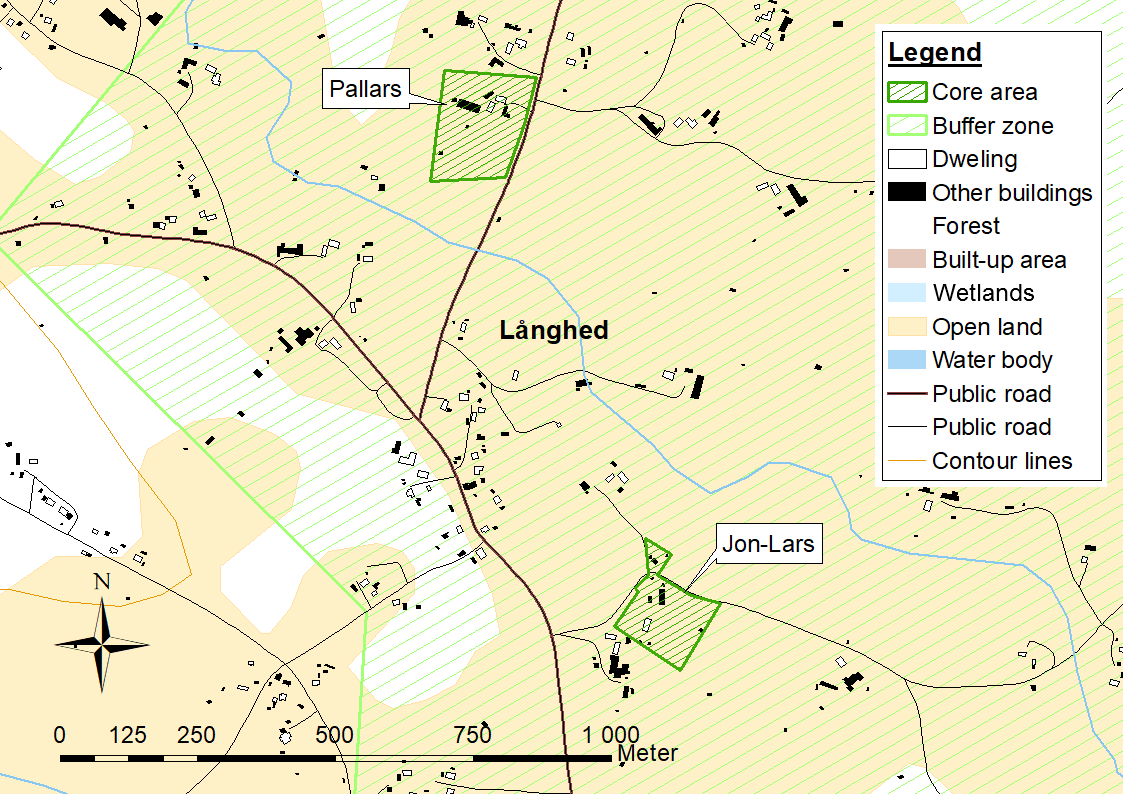 Pallars
Långhed
Jon-Lars
Legend
Core area
Buffer zone
Dweling
Other buildings
Forest
Built-up area
Wetlands
Open land
Water body
Public road
Public road
Contour lines
N
0 125 250 500 750 1 000
Meter